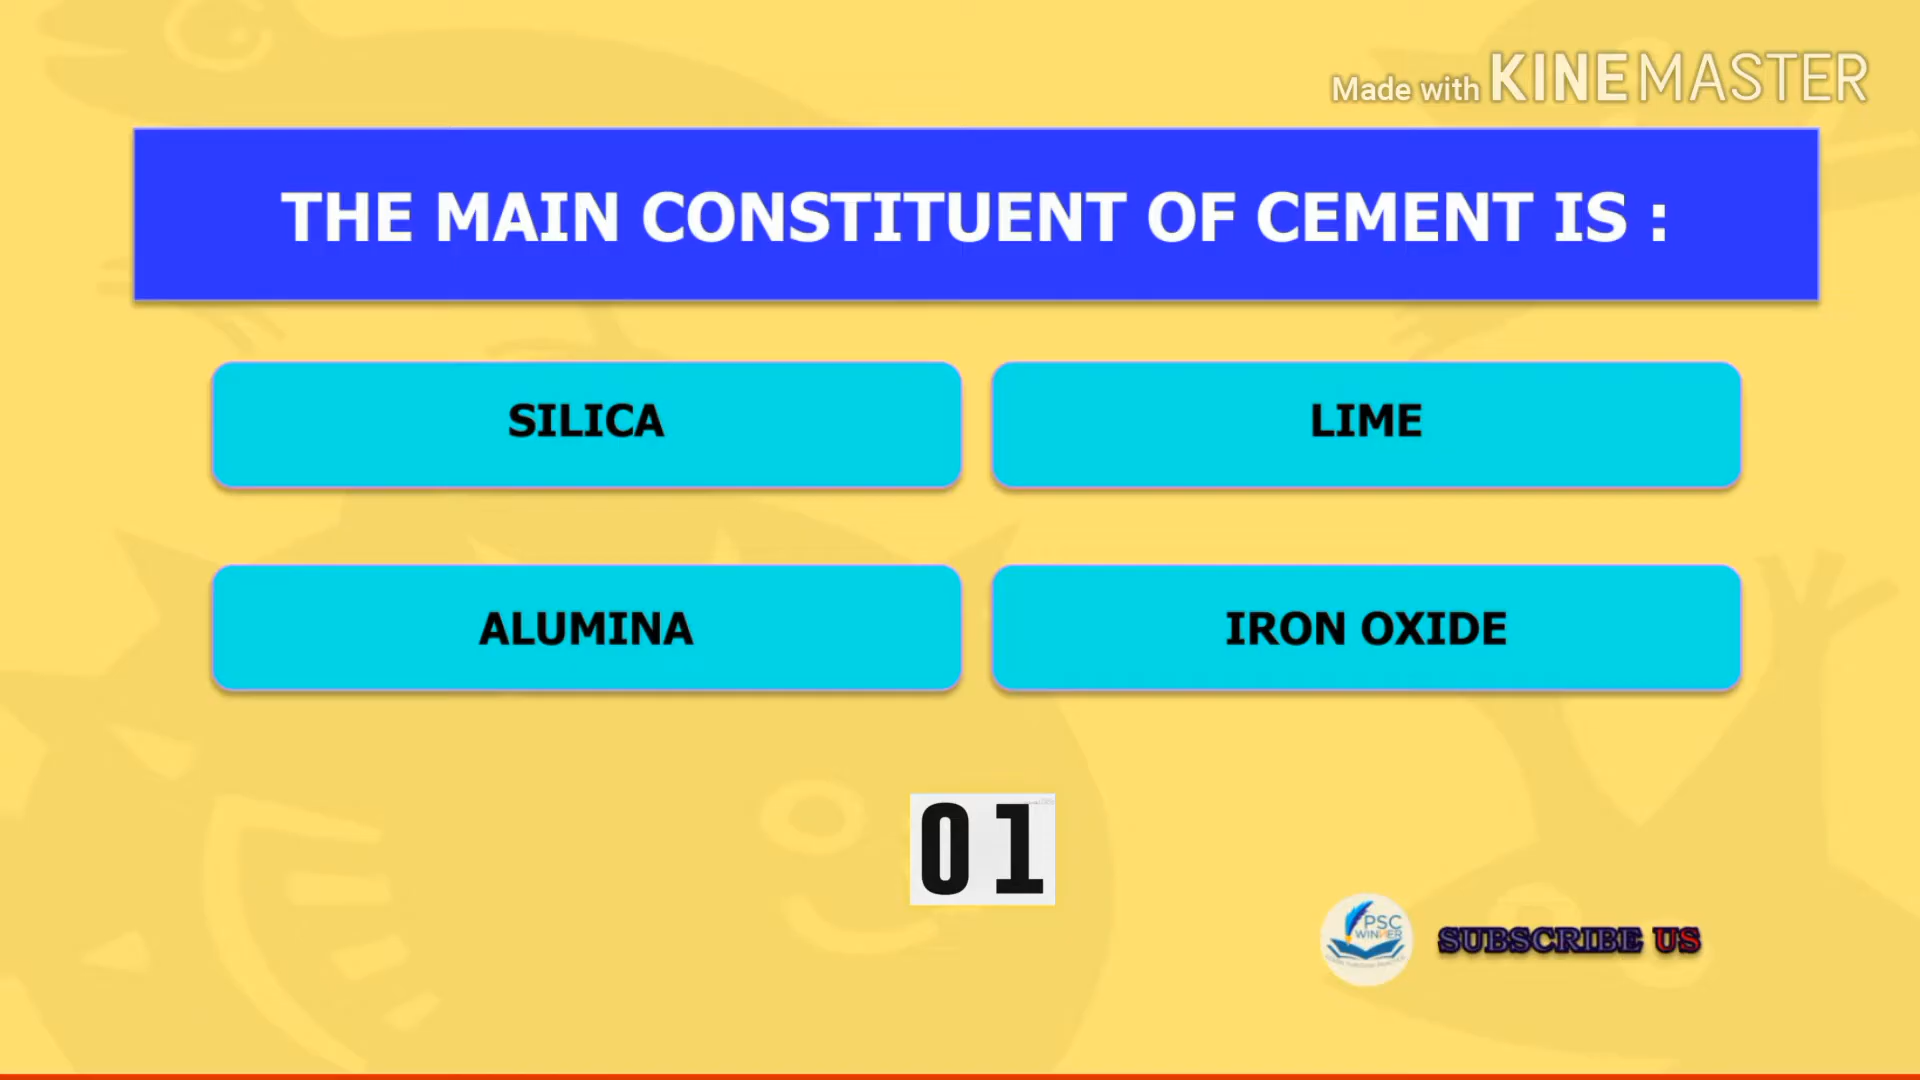 Made with KINEMASTER
THE MAIN CONSTITUENT OF CEMENT IS :
SILICA
LIME
ALUMINA
IRON OXIDE
01
PSC
WINNER
SUBSCRIBE US